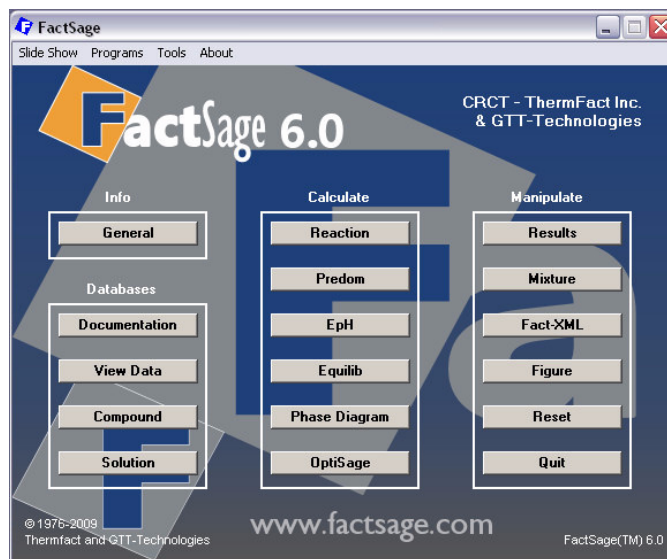 FactSage
Slide Show Programs Tools About
FactSage 6.0
CRCT - ThermFact Inc.
& GTT-Technologies
Info
General
Databases
Documentation
View Data
Compound
Solution
Calculate
Reaction
Predom
EpH
Equilib
Phase Diagram
OptiSage
Manipulate
Results
Mixture
Fact-XML
Figure
Reset
Quit
© 1976-2009
Thermfact and GTT-Technologies
www.factsage.com
FactSage(TM) 6.0